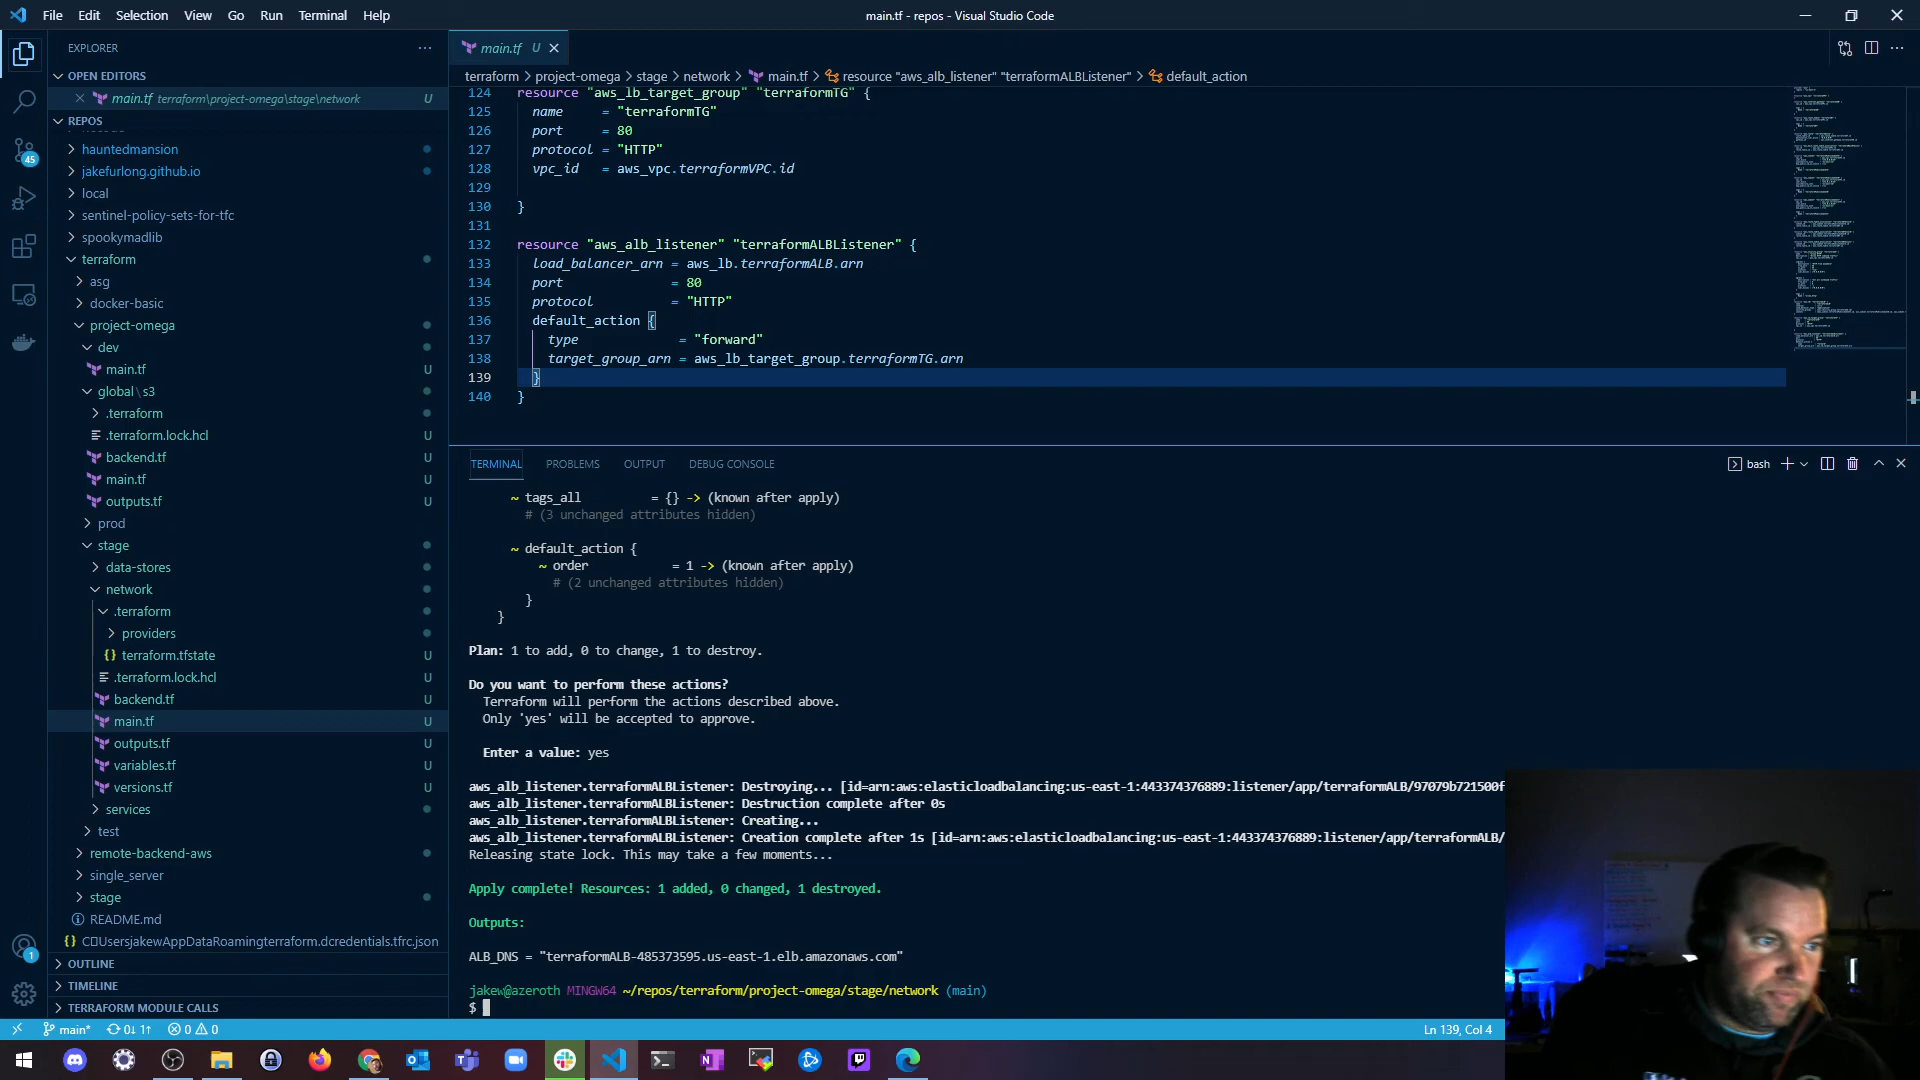 File Edit Selection View Go Run Terminal Help
main.tf - repos - Visual Studio Code
EXPLORER
OPEN EDITORS
main.tf terraform\project-omega\stage\network U
REPOS
hauntedmansion
jakefurlong.github.io
local
sentinel-policy-sets-for-tfc
spookymadlib
terraform
asg
docker-basic
project-omega
dev
main.tf U
global\s3
.terraform
.terraform.lock.hcl U
backend.tf U
main.tf U
outputs.tf U
prod
stage
data-stores
network
.terraform
providers
terraform.tfstate U
.terraform.lock.hcl U
backend.tf U
main.tf U
outputs.tf U
variables.tf U
versions.tf U
services
test
remote-backend-aws
single_server
stage
README.md
OUTLINE
TIMELINE
TERRAFORM MODULE CALLS
45
1
main.tf U
terraform > project-omega > stage > network > main.tf > resource "aws_alb_listener" "terraformALBListener" > default_action
124 resource "aws_lb_target_group" "terraformTG" {
125 name = "terraformTG"
126 port = 80
127 protocol = "HTTP"
128 vpc_id = aws_vpc.terraformVPC.id
129
130 }
131
132 resource "aws_alb_listener" "terraformALBListener" {
133 load_balancer_arn = aws_lb.terraformALB.arn
134 port = 80
135 protocol = "HTTP"
136 default_action {
137 type = "forward"
138 target_group_arn = aws_lb_target_group.terraformTG.arn
139 }
140 }
TERMINAL PROBLEMS OUTPUT DEBUG CONSOLE
bash
~ tags_all = {} -> (known after apply)
# (3 unchanged attributes hidden)
~ default_action {
~ order = 1 -> (known after apply)
# (2 unchanged attributes hidden)
}
}
Plan: 1 to add, 0 to change, 1 to destroy.
Do you want to perform these actions?
Terraform will perform the actions described above.
Only 'yes' will be accepted to approve.
Enter a value: yes
aws_alb_listener.terraformALBListener: Destroying... [id=arn:aws:elasticloadbalancing:us-east-1:443374376889:listener/app/terraformALB/97079b721500f
aws_alb_listener.terraformALBListener: Destruction complete after 0s
aws_alb_listener.terraformALBListener: Creating...
aws_alb_listener.terraformALBListener: Creation complete after 1s [id=arn:aws:elasticloadbalancing:us-east-1:443374376889:listener/app/terraformALB/
Releasing state lock. This may take a few moments...
Apply complete! Resources: 1 added, 0 changed, 1 destroyed.
Outputs:
ALB_DNS = "terraformALB-485373595.us-east-1.elb.amazonaws.com"
jakew@azeroth MINGW64 ~/repos/terraform/project-omega/stage/network (main)
$
main* 0↓ 1↑ 0 0
Ln 139, Col 4